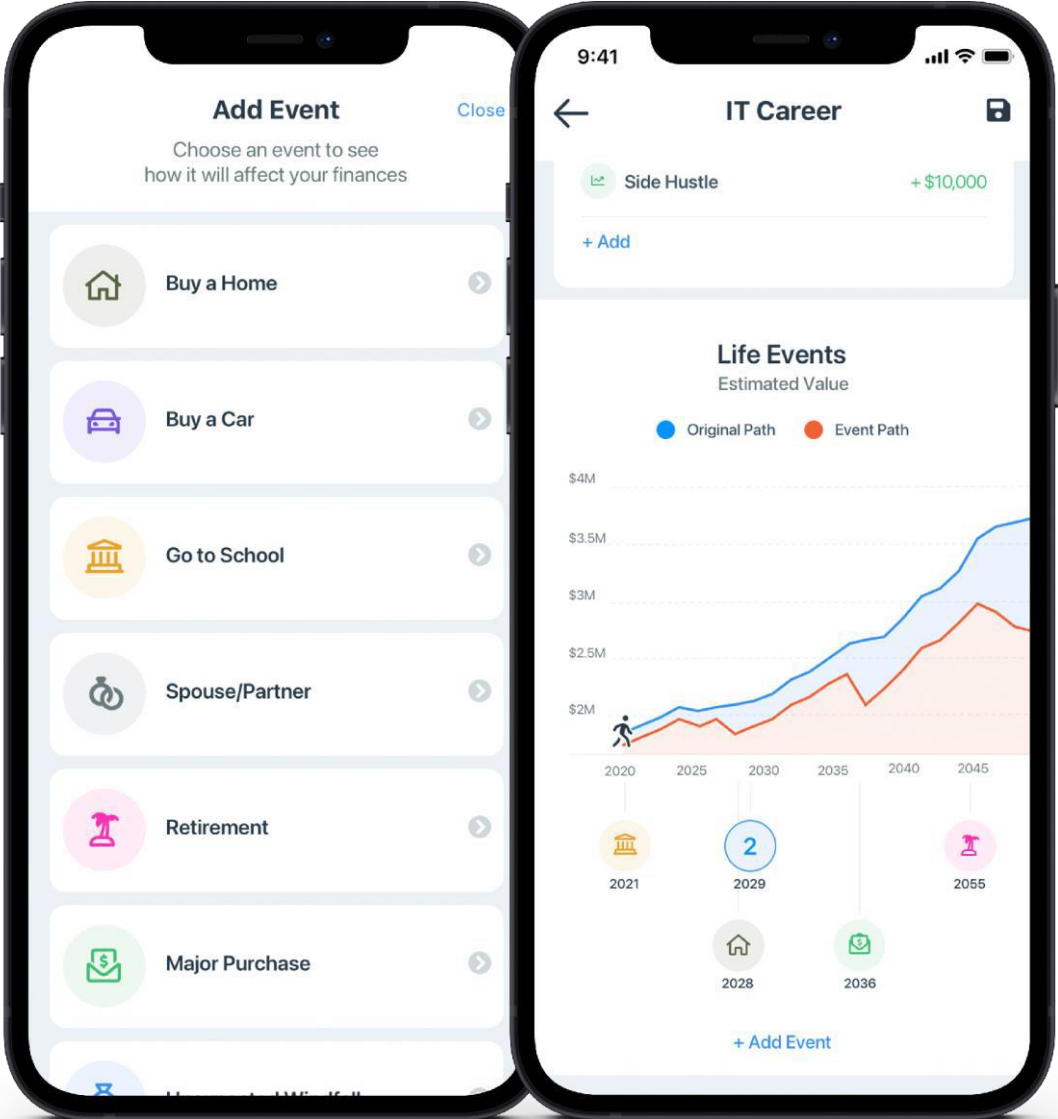 Add Event
Close
Choose an event to see
how it will affect your finances
Buy a Home
Buy a Car
Go to School
Spouse/Partner
Retirement
Major Purchase
9:41
IT Career
Side Hustle
+ $10,000
+ Add
Life Events
Estimated Value
Original Path
Event Path
$4M
$3.5M
$3M
$2.5M
$2M
2020
2025
2030
2035
2040
2045
2
2021
2029
2055
2028
2036
+ Add Event